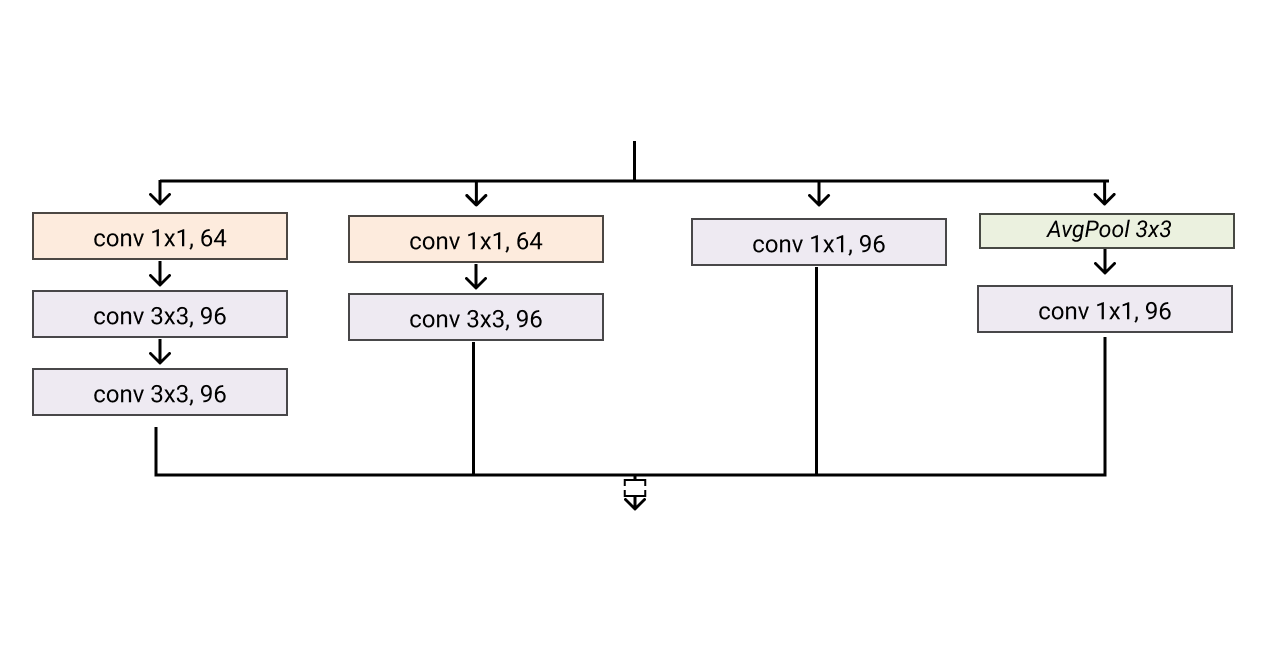 conv 1x1, 64
conv 3x3, 96
conv 3x3, 96
conv 1x1, 64
conv 3x3, 96
conv 1x1, 96
AvgPool 3x3
conv 1x1, 96